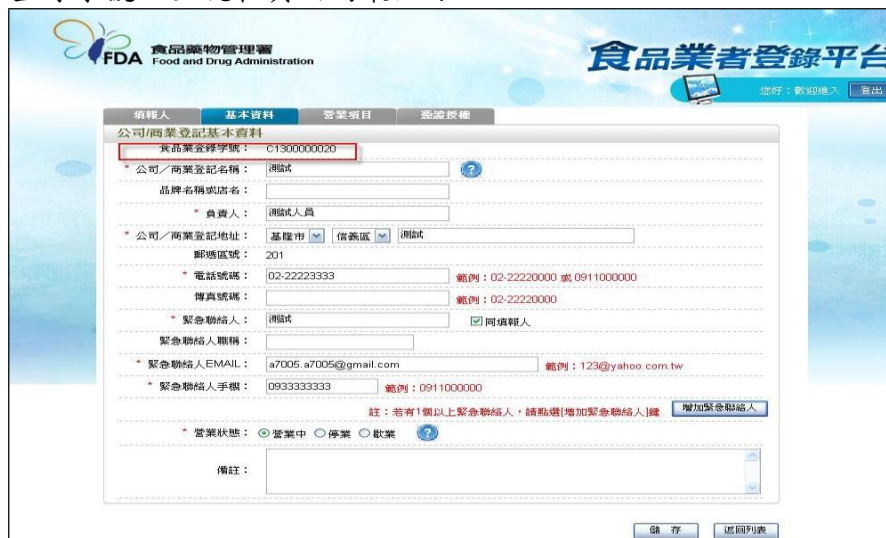 食品藥物管理署
FDA Food and Drug Administration
食品業者登錄平台
您好：歡迎進入 登出
填報人 基本資料 營業項目 憑證授權
公司/商業登記基本資料
食品業登錄字號： C1300000020
* 公司／商業登記名稱： 測試 ?
品牌名稱或店名：
* 負責人： 測試人員
* 公司／商業登記地址： 基隆市 信義區 測試
郵遞區號： 201
* 電話號碼： 02-22223333 範例：02-22220000 或 0911000000
傳真號碼： 範例：02-22220000
* 緊急聯絡人： 測試 同填報人
緊急聯絡人職稱：
* 緊急聯絡人EMAIL： a7005.a7005@gmail.com 範例：123@yahoo.com.tw
* 緊急聯絡人手機： 0933333333 範例：0911000000
註：若有1個以上緊急聯絡人，請點選[增加緊急聯絡人]鍵 增加緊急聯絡人
* 營業狀態： 營業中 停業 歇業 ?
備註：
儲 存 返回列表